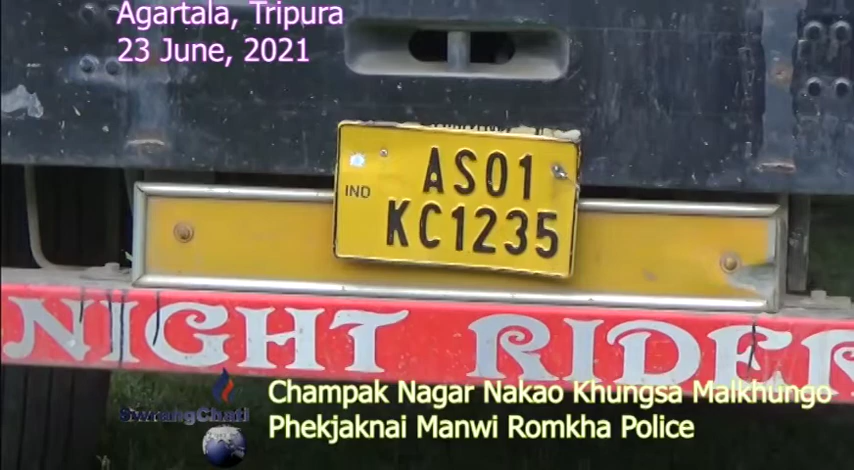 Agartala, Tripura
23 June, 2021
IND
AS01
KC1235
NIGHT RIDER
Champak Nagar Nakao Khungsa Malkhungo
Phekjaknai Manwi Romkha Police
SwrangChati